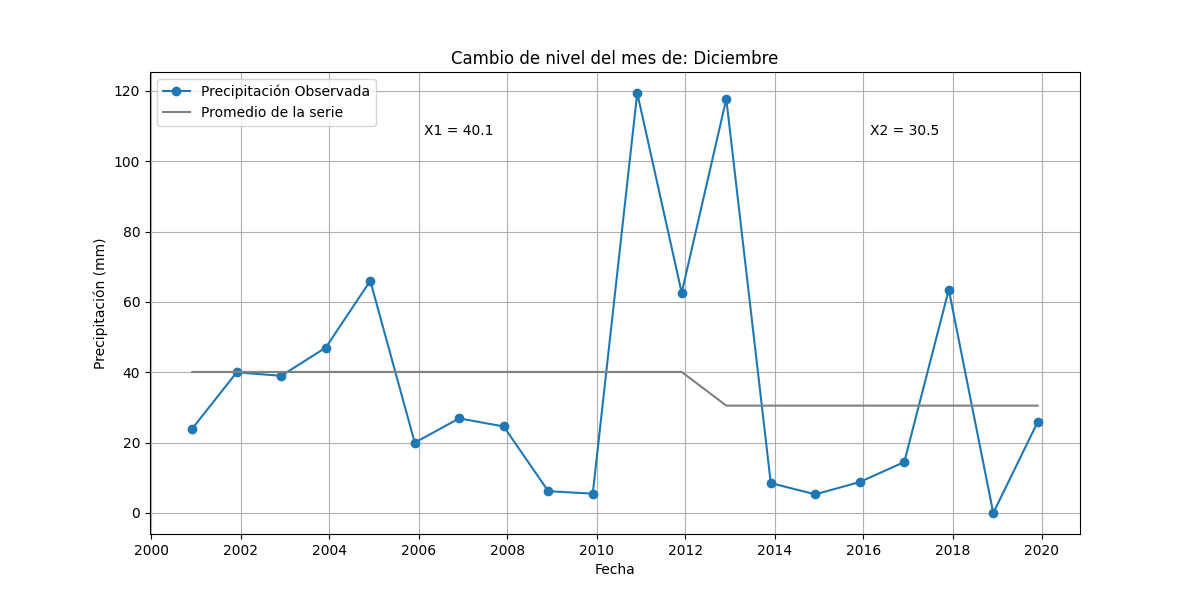 Cambio de nivel del mes de: Diciembre
Precipitación Observada
Promedio de la serie
X1 = 40.1
X2 = 30.5
Precipitación (mm)
120
100
80
60
40
20
0
2000 2002 2004 2006 2008 2010 2012 2014 2016 2018 2020
Fecha